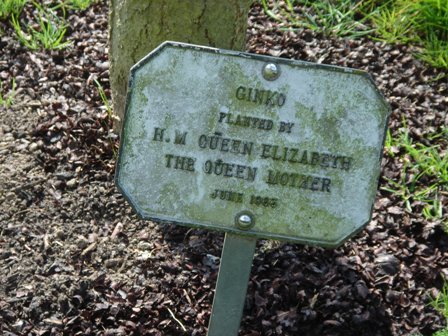 GINKO
PLANTED BY
H.M QUEEN ELIZABETH
THE QUEEN MOTHER
JUNE